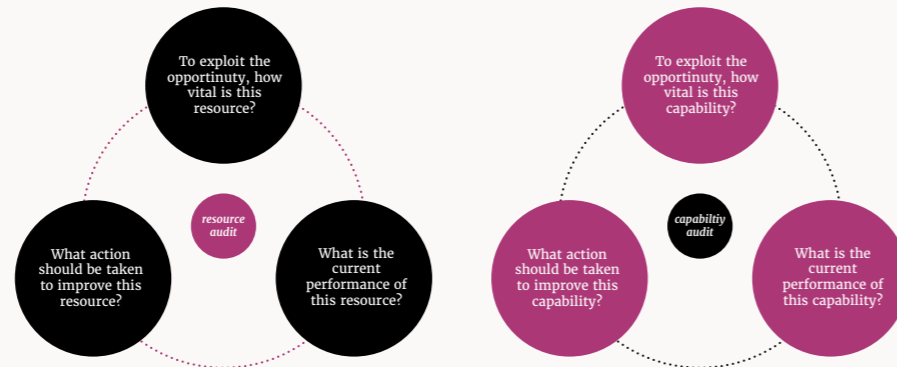 To exploit the
opportinuty, how
vital is this
resource?
resource
audit
What action
should be taken
to improve this
resource?
What is the
current
performance of
this resource?
To exploit the
opportinuty, how
vital is this
capability?
capabiltiy
audit
What action
should be taken
to improve this
capability?
What is the
current
performance of
this capability?